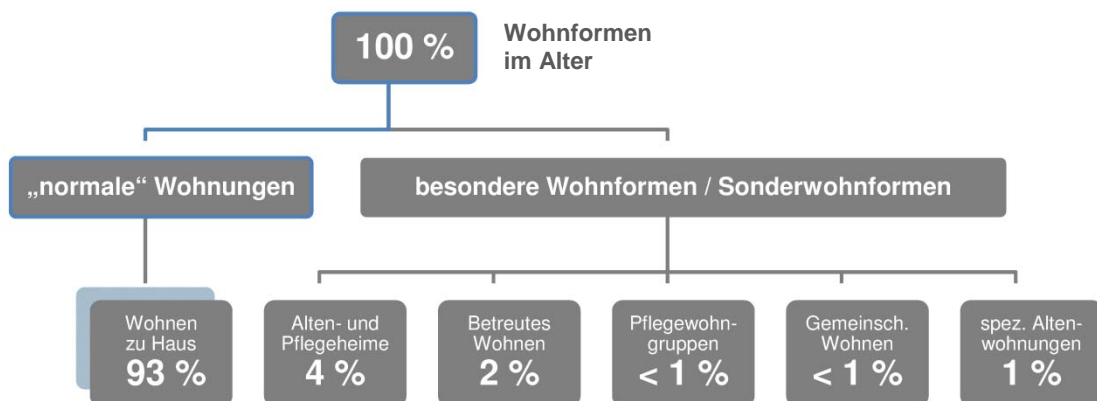 100 %
Wohnformen
im Alter
„normale“ Wohnungen
besondere Wohnformen / Sonderwohnformen
Wohnen
zu Haus
93 %
Alten- und
Pflegeheime
4 %
Betreutes
Wohnen
2 %
Pflegewohn-
gruppen
< 1 %
Gemeinsch.
Wohnen
< 1 %
spez. Alten-
wohnungen
1 %